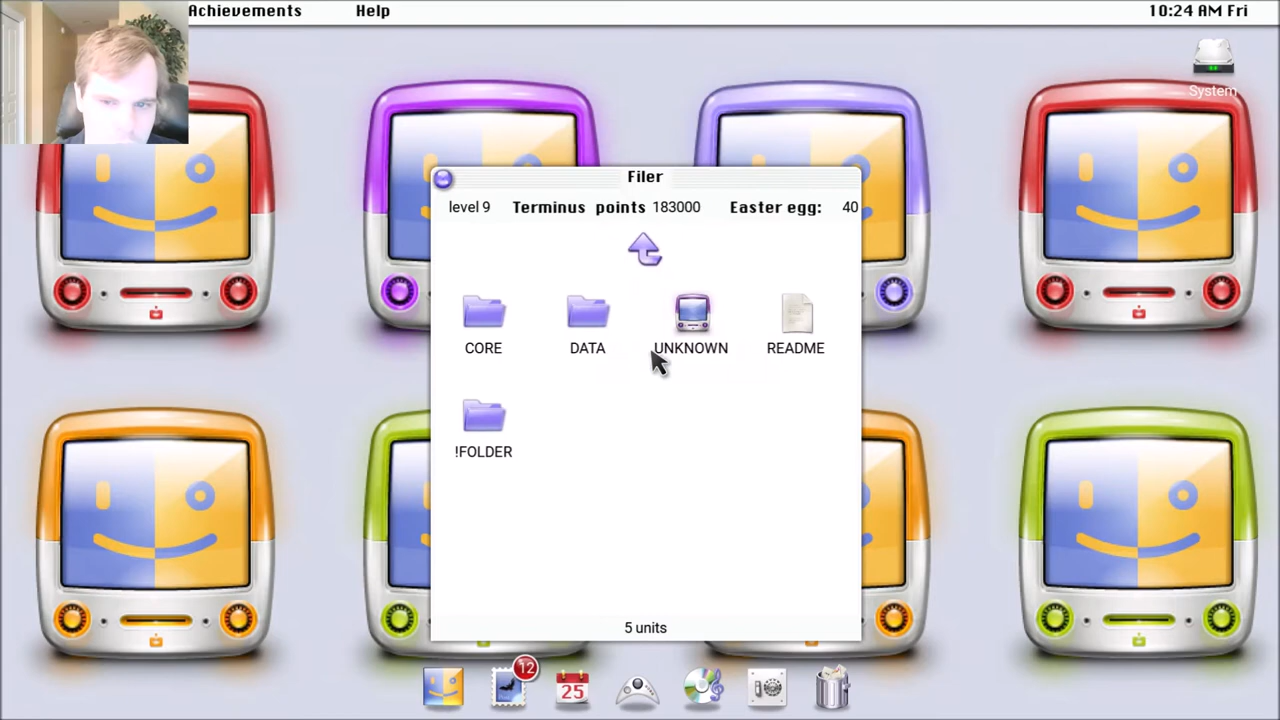 Achievements Help 10:24 AM Fri
System
Filer
level 9 Terminus points 183000 Easter egg: 40
CORE DATA UNKNOWN README
!FOLDER
5 units
12
25